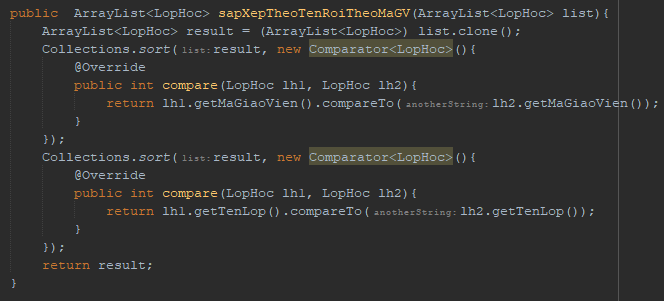 public  ArrayList<LopHoc> sapXepTheoTenRoiTheoMaGV(ArrayList<LopHoc> list){
    ArrayList<LopHoc> result = (ArrayList<LopHoc>) list.clone();
    Collections.sort( list: result, new Comparator<LopHoc>(){
        @Override
        public int compare(LopHoc lh1, LopHoc lh2){
            return lh1.getMaGiaoVien().compareTo( anotherString: lh2.getMaGiaoVien());
        }
    });
    Collections.sort( list: result, new Comparator<LopHoc>(){
        @Override
        public int compare(LopHoc lh1, LopHoc lh2){
            return lh1.getTenLop().compareTo( anotherString: lh2.getTenLop());
        }
    });
    return result;
}